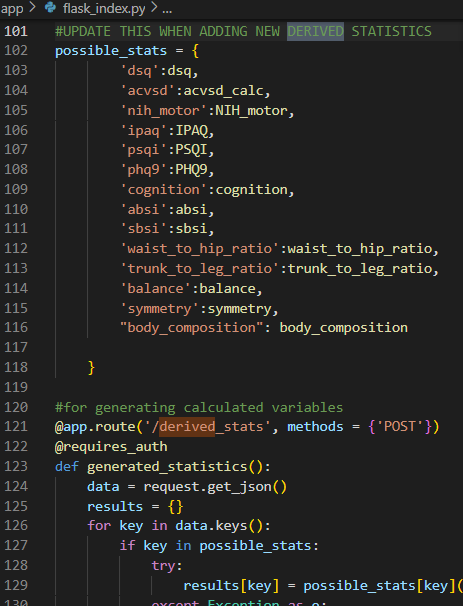 app > flask_index.py > ...
101 #UPDATE THIS WHEN ADDING NEW DERIVED STATISTICS
102 possible_stats = {
103 'dsq':dsq,
104 'acvsd':acvsd_calc,
105 'nih_motor':NIH_motor,
106 'ipaq':IPAQ,
107 'psqi':PSQI,
108 'phq9':PHQ9,
109 'cognition':cognition,
110 'absi':absi,
111 'sbsi':sbsi,
112 'waist_to_hip_ratio':waist_to_hip_ratio,
113 'trunk_to_leg_ratio':trunk_to_leg_ratio,
114 'balance':balance,
115 'symmetry':symmetry,
116 "body_composition": body_composition
117
118 }
119
120 #for generating calculated variables
121 @app.route('/derived_stats', methods = {'POST'})
122 @requires_auth
123 def generated_statistics():
124 data = request.get_json()
125 results = {}
126 for key in data.keys():
127 if key in possible_stats:
128 try:
129 results[key] = possible_stats[key](
130 except Exception as e: